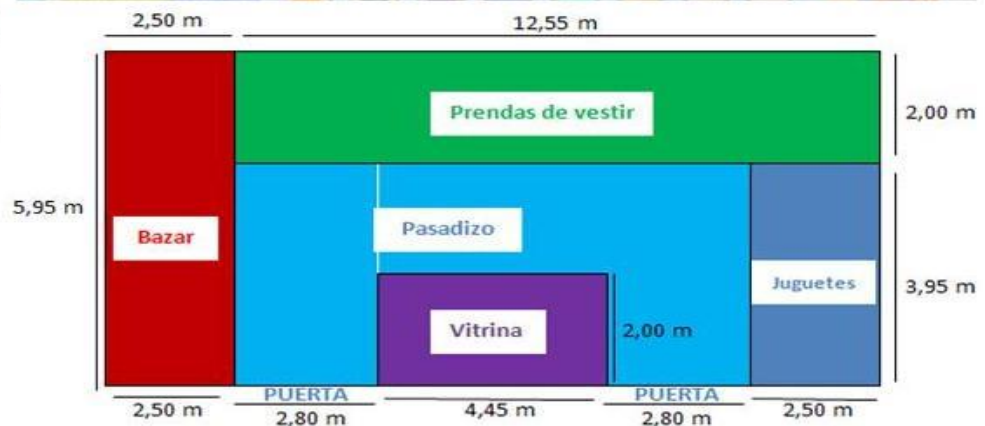 2,50 m
12,55 m
Prendas de vestir
2,00 m
5,95 m
Bazar
Pasadizo
Juguetes
3,95 m
Vitrina
2,00 m
PUERTA
PUERTA
2,50 m
2,80 m
4,45 m
2,80 m
2,50 m